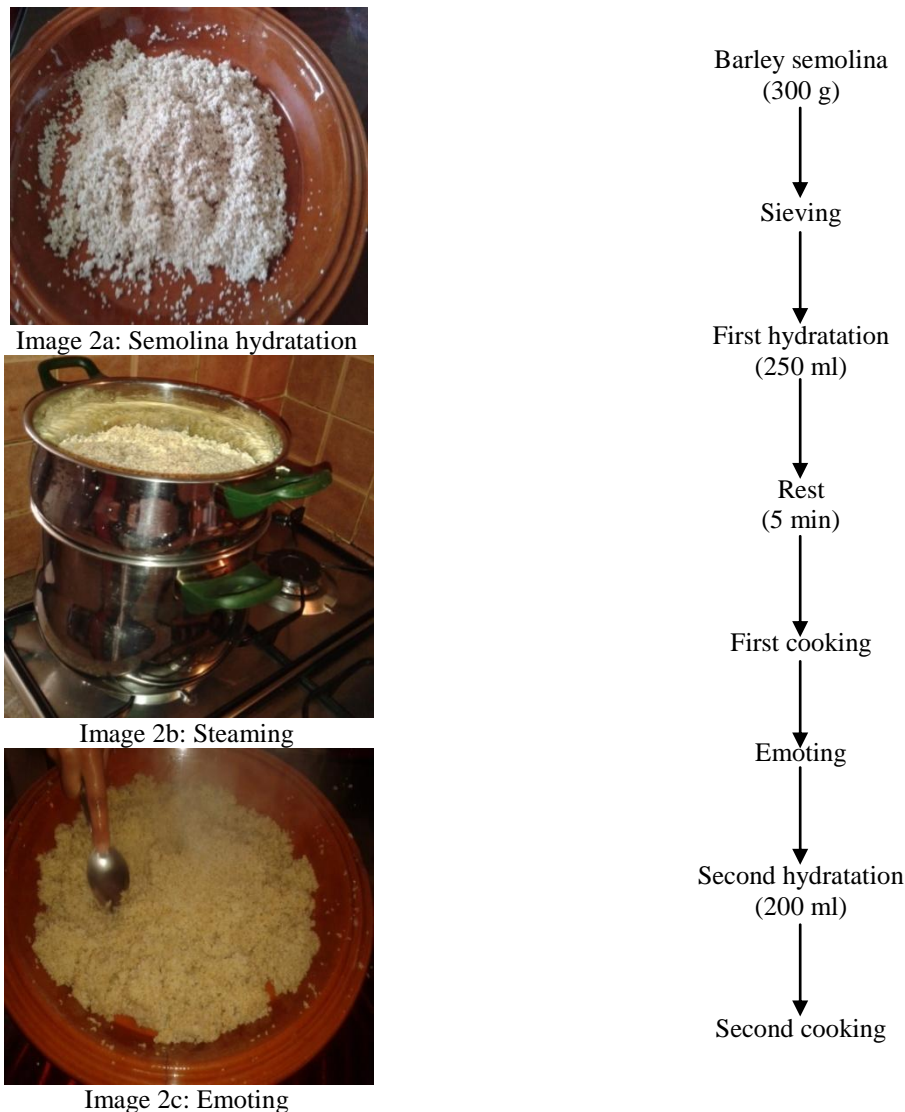 Image 2a: Semolina hydratation
Image 2b: Steaming
Image 2c: Emoting
Barley semolina
(300 g)
Sieving
First hydratation
(250 ml)
Rest
(5 min)
First cooking
Emoting
Second hydratation
(200 ml)
Second cooking